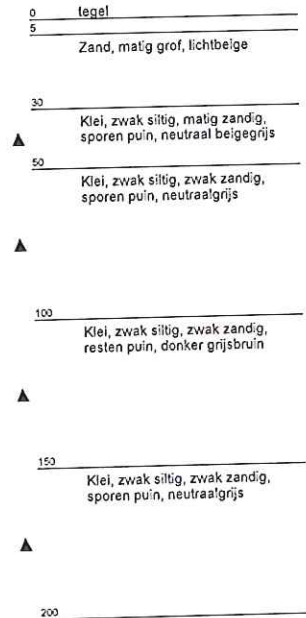 0 tegel
5
Zand, matig grof, lichtbeige
30
Klei, zwak siltig, matig zandig,
sporen puin, neutraal beigegrijs
50
Klei, zwak siltig, zwak zandig,
sporen puin, neutraalgrijs
100
Klei, zwak siltig, zwak zandig,
resten puin, donker grijsbruin
150
Klei, zwak siltig, zwak zandig,
sporen puin, neutraalgrijs
200